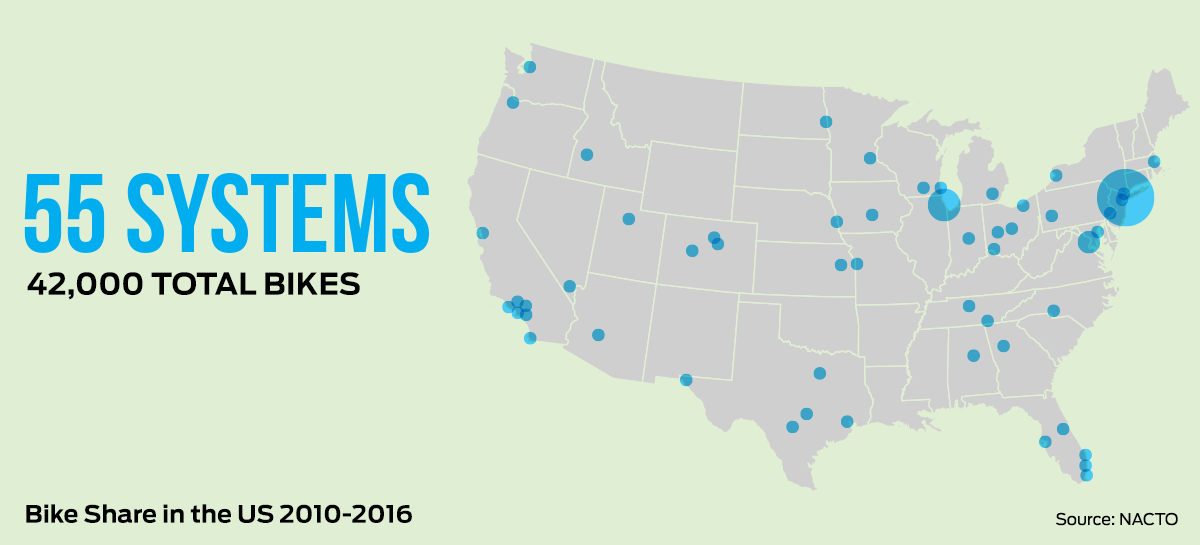 55 SYSTEMS
42,000 TOTAL BIKES
Bike Share in the US 2010-2016
Source: NACTO